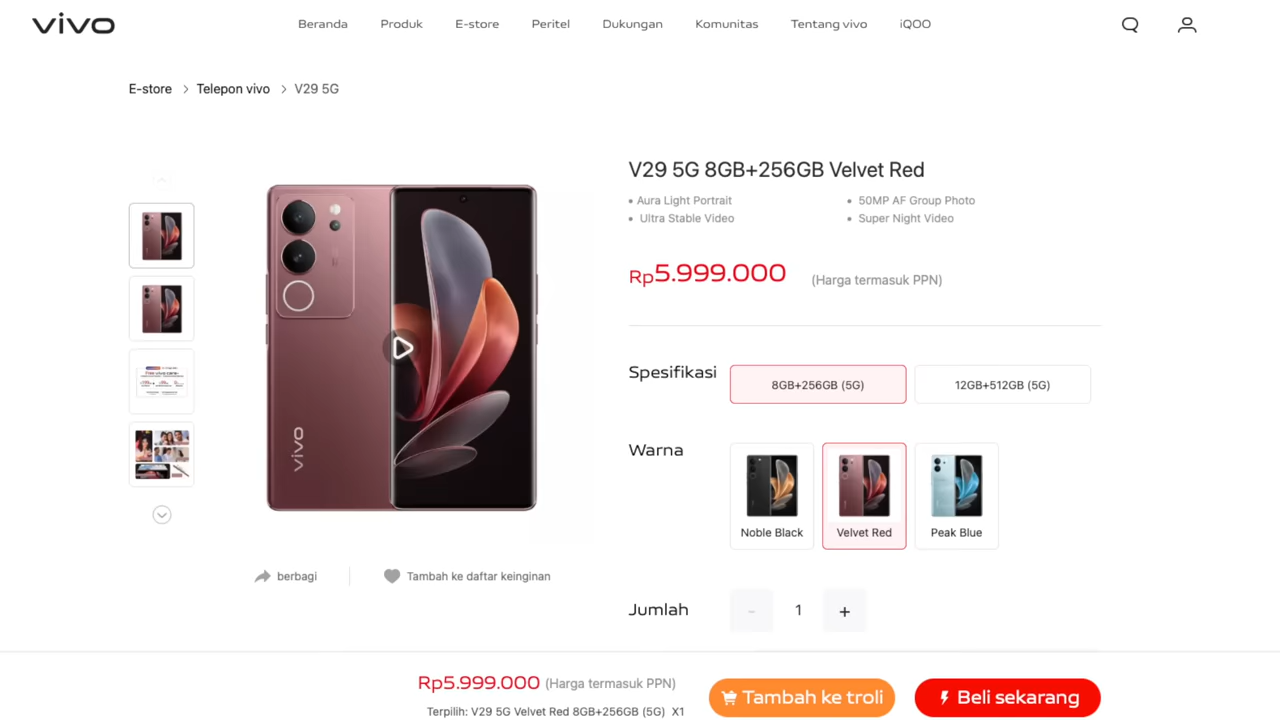 vivo
Beranda Produk E-store Peritel Dukungan Komunitas Tentang vivo iQOO
E-store > Telepon vivo > V29 5G
V29 5G 8GB+256GB Velvet Red
Aura Light Portrait
50MP AF Group Photo
Ultra Stable Video
Super Night Video
Rp5.999.000 (Harga termasuk PPN)
Spesifikasi
8GB+256GB (5G)
12GB+512GB (5G)
Warna
Noble Black
Velvet Red
Peak Blue
vivo
berbagi
Tambah ke daftar keinginan
Jumlah
- 1 +
Rp5.999.000 (Harga termasuk PPN)
Terpilih: V29 5G Velvet Red 8GB+256GB (5G) X1
Tambah ke troli
Beli sekarang